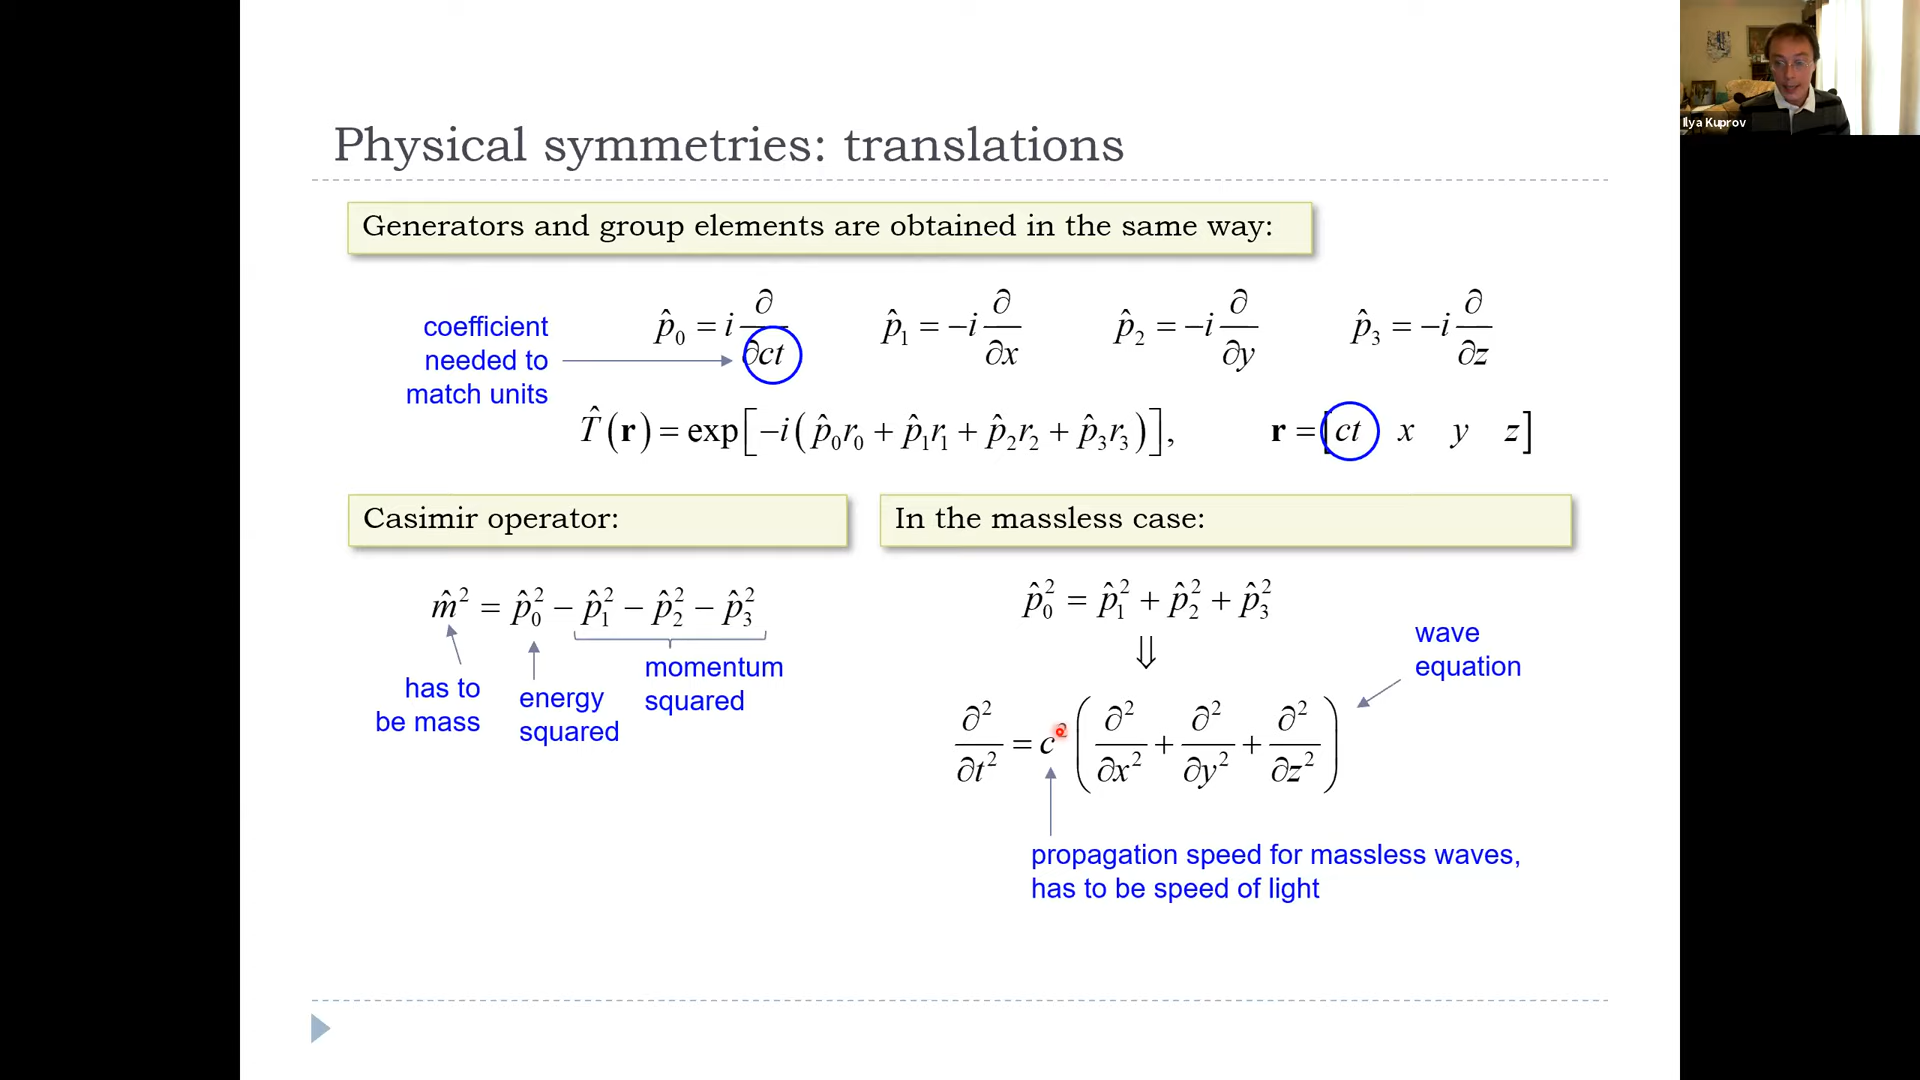 Ilya Kuprov
Physical symmetries: translations
Generators and group elements are obtained in the same way:
coefficient
needed to
match units
p̂₀ = i ∂/∂ct    p̂₁ = −i ∂/∂x    p̂₂ = −i ∂/∂y    p̂₃ = −i ∂/∂z
T̂(r) = exp[−i(p̂₀r₀ + p̂₁r₁ + p̂₂r₂ + p̂₃r₃)],    r = [ct x y z]
Casimir operator:
m̂² = p̂₀² − p̂₁² − p̂₂² − p̂₃²
has to
be mass
energy
squared
momentum
squared
In the massless case:
p̂₀² = p̂₁² + p̂₂² + p̂₃²
⇓
wave
equation
∂²/∂t² = c² (∂²/∂x² + ∂²/∂y² + ∂²/∂z²)
propagation speed for massless waves,
has to be speed of light